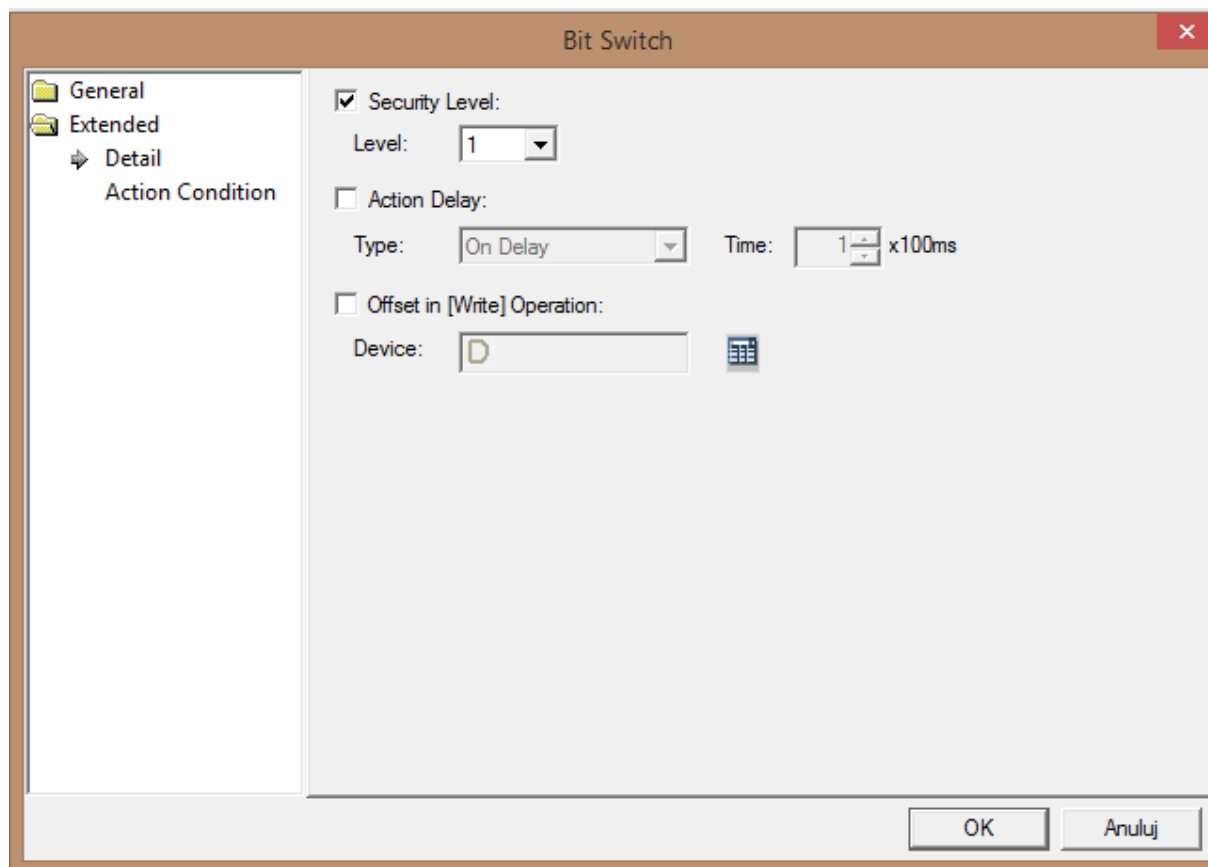 Bit Switch
General
Extended
Detail
Action Condition
Security Level:
Level: 1
Action Delay:
Type: On Delay Time: 1 x100ms
Offset in [Write] Operation:
Device: D
OK Anuluj